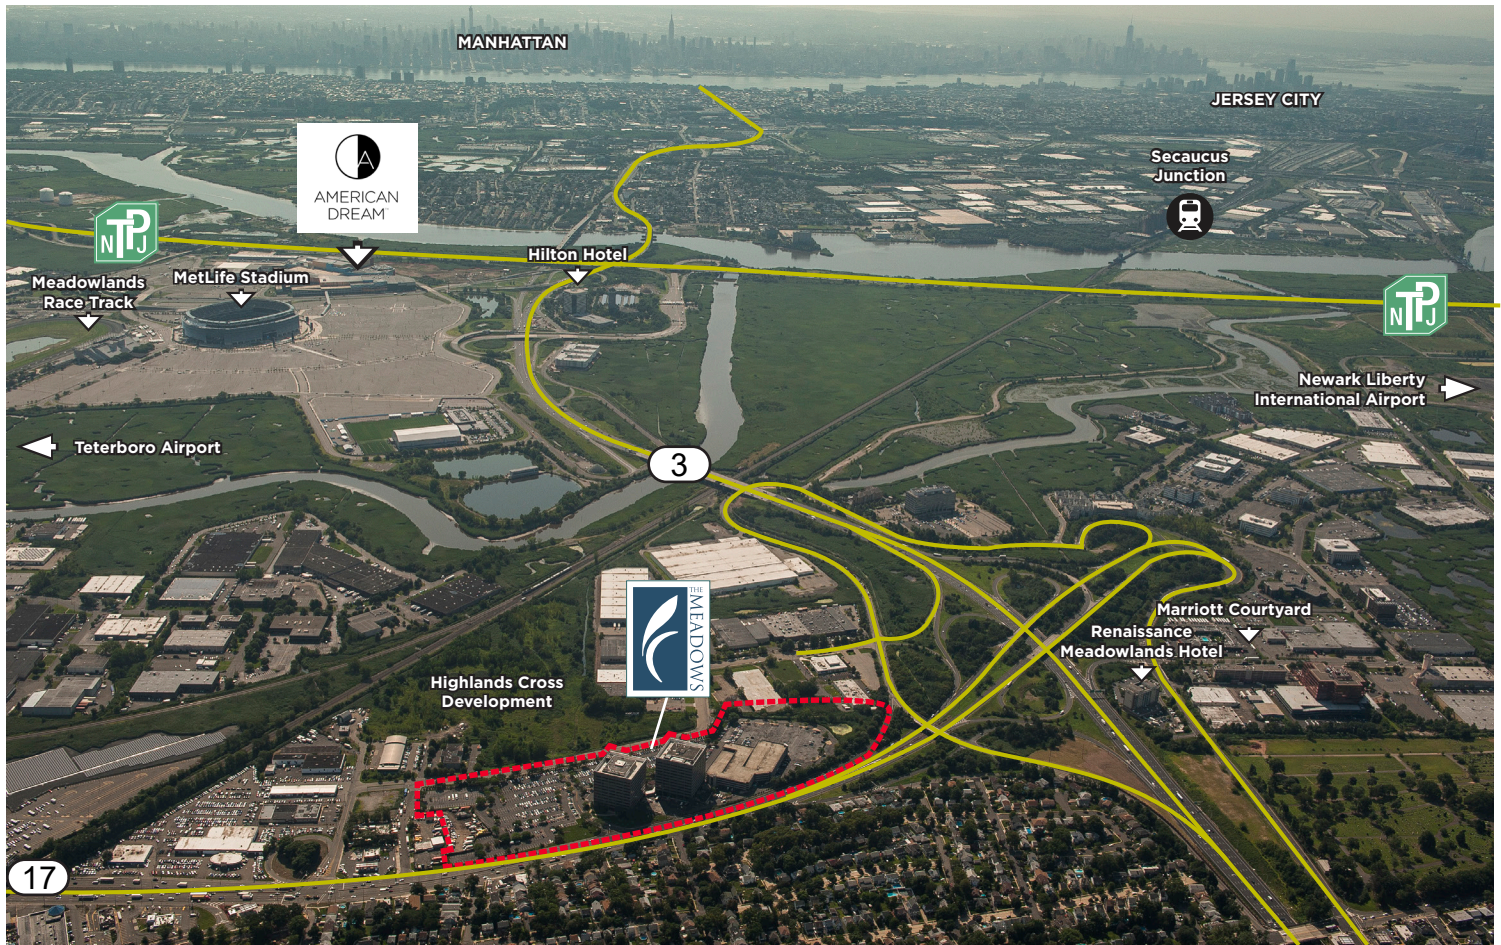 MANHATTAN
JERSEY CITY
A
AMERICAN
DREAM
Secaucus
Junction
NTPJ
Hilton Hotel
MetLife Stadium
Meadowlands
Race Track
NTPJ
Newark Liberty
International Airport
Teterboro Airport
3
THE
MEADOWS
Marriott Courtyard
Renaissance
Meadowlands Hotel
Highlands Cross
Development
17